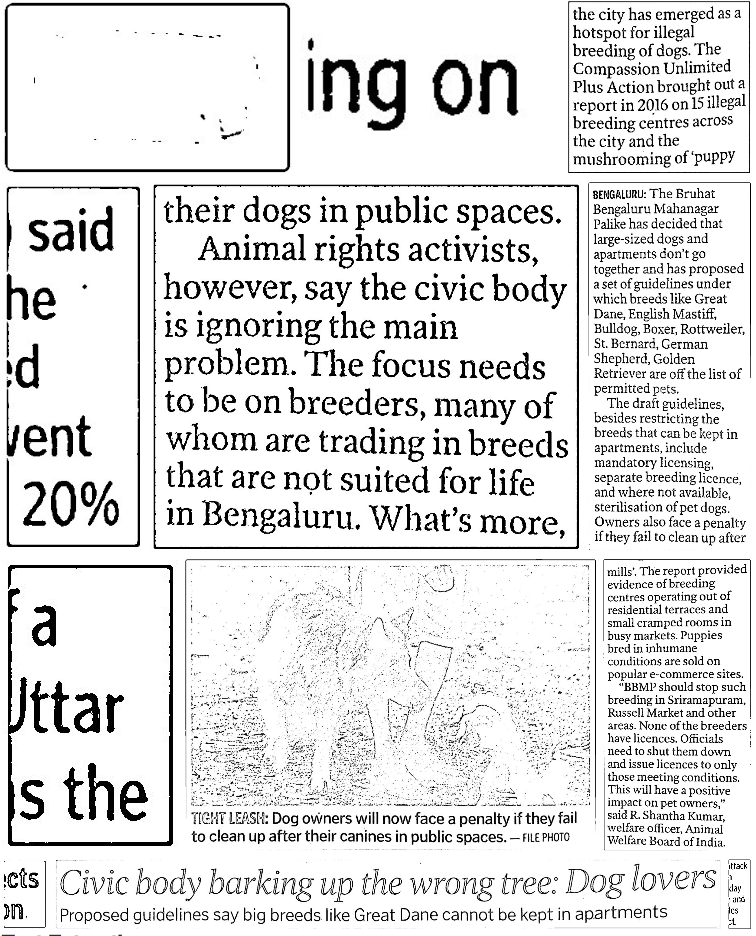 ing on
the city has emerged as a
hotspot for illegal
breeding of dogs. The
Compassion Unlimited
Plus Action brought out a
report in 2016 on 15 illegal
breeding centres across
the city and the
mushrooming of ‘puppy
said
he
ed
vent
20%
their dogs in public spaces.
Animal rights activists,
however, say the civic body
is ignoring the main
problem. The focus needs
to be on breeders, many of
whom are trading in breeds
that are not suited for life
in Bengaluru. What’s more,
BENGALURU: The Bruhat
Bengaluru Mahanagar
Palike has decided that
large-sized dogs and
apartments don’t go
together and has proposed
a set of guidelines under
which breeds like Great
Dane, English Mastiff,
Bulldog, Boxer, Rottweiler,
St. Bernard, German
Shepherd, Golden
Retriever are off the list of
permitted pets.
The draft guidelines,
besides restricting the
breeds that can be kept in
apartments, include
mandatory licensing,
separate breeding licence,
and where not available,
sterilisation of pet dogs.
Owners also face a penalty
if they fail to clean up after
f a
Uttar
is the
TIGHT LEASH: Dog owners will now face a penalty if they fail
to clean up after their canines in public spaces. — FILE PHOTO
mills’. The report provided
evidence of breeding
centres operating out of
residential terraces and
small cramped rooms in
busy markets. Puppies
bred in inhumane
conditions are sold on
popular e-commerce sites.
“BBMP should stop such
breeding in Sriramapuram,
Russell Market and other
areas. None of the breeders
have licences. Officials
need to shut them down
and issue licences to only
those meeting conditions.
This will have a positive
impact on pet owners,”
said R. Shantha Kumar,
welfare officer, Animal
Welfare Board of India.
cts
on.
Civic body barking up the wrong tree: Dog lovers
Proposed guidelines say big breeds like Great Dane cannot be kept in apartments